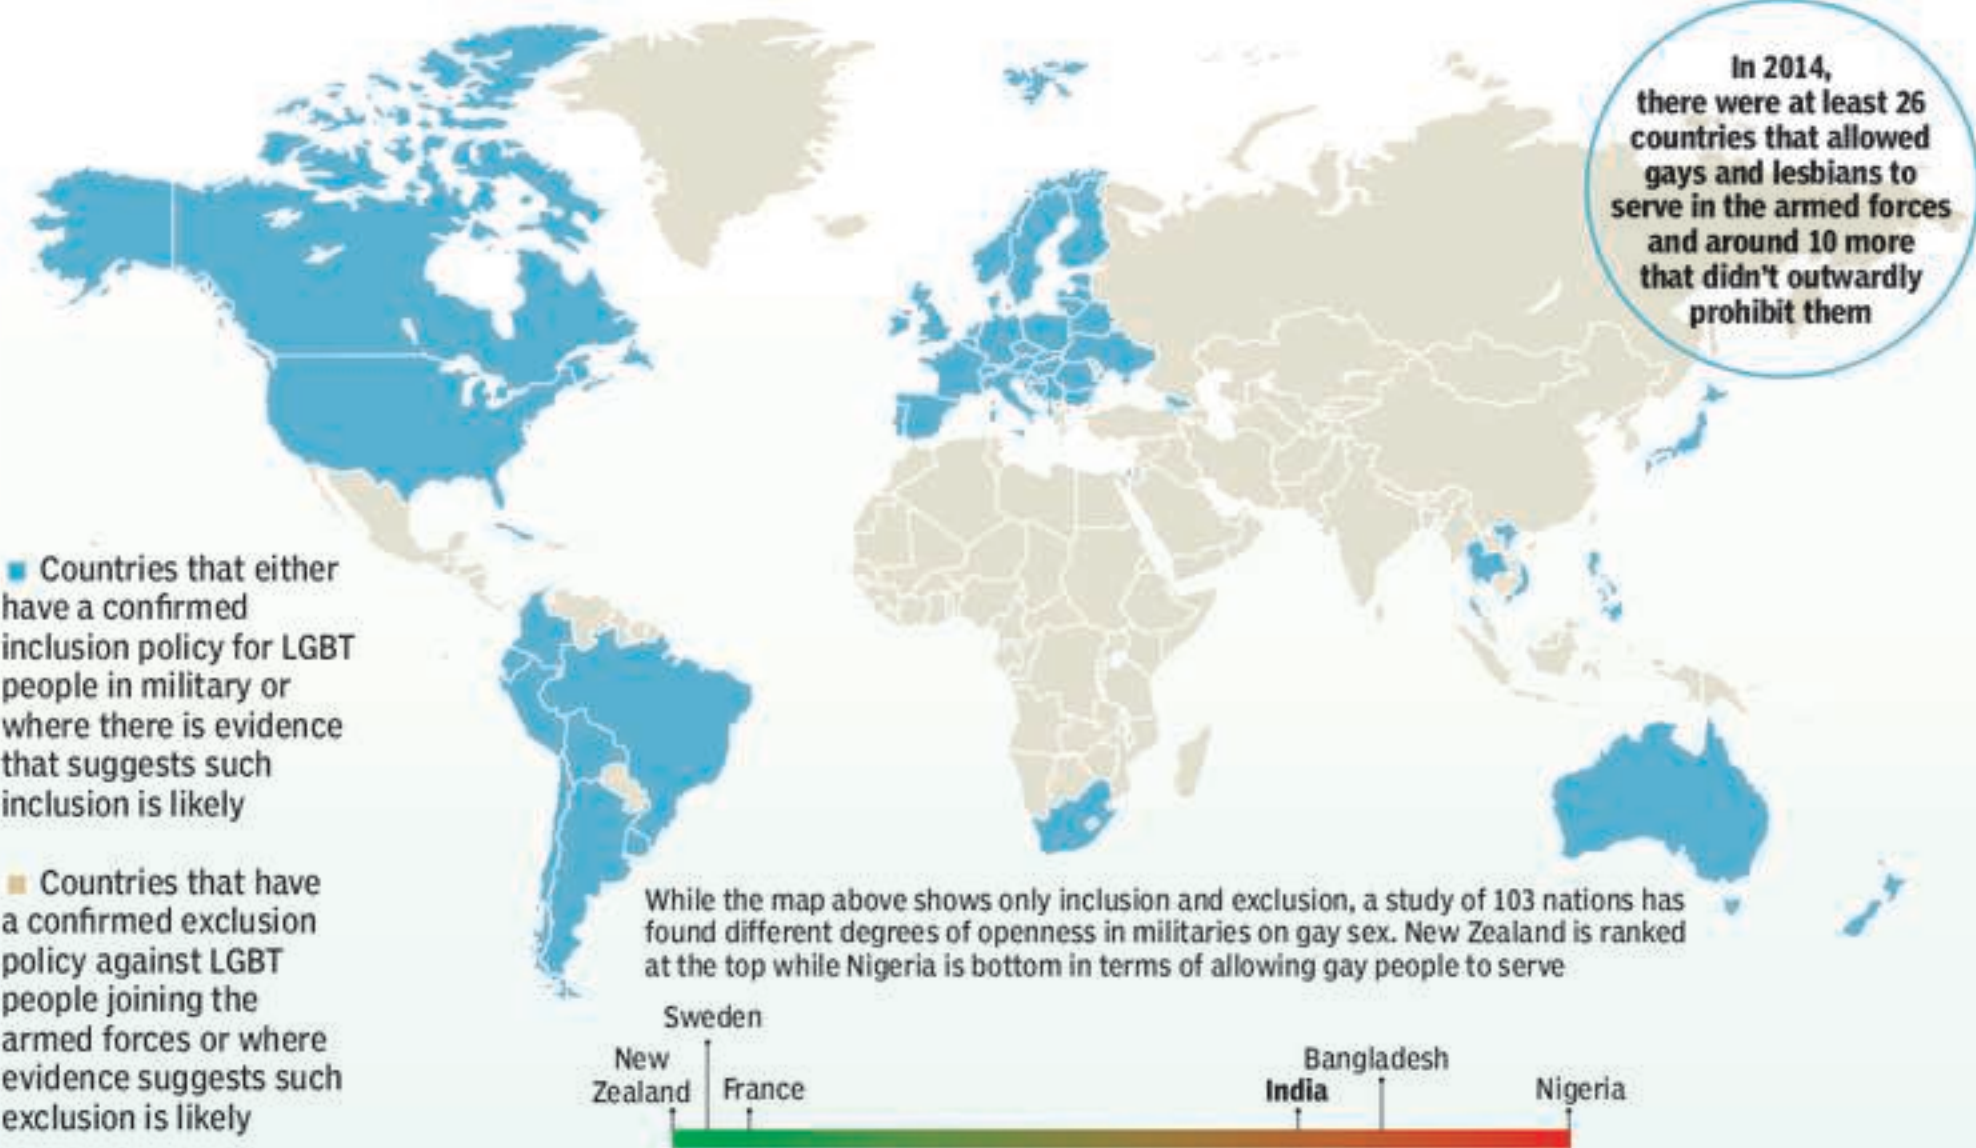 In 2014,
there were at least 26
countries that allowed
gays and lesbians to
serve in the armed forces
and around 10 more
that didn't outwardly
prohibit them
Countries that either
have a confirmed
inclusion policy for LGBT
people in military or
where there is evidence
that suggests such
inclusion is likely
Countries that have
a confirmed exclusion
policy against LGBT
people joining the
armed forces or where
evidence suggests such
exclusion is likely
While the map above shows only inclusion and exclusion, a study of 103 nations has
found different degrees of openness in militaries on gay sex. New Zealand is ranked
at the top while Nigeria is bottom in terms of allowing gay people to serve
Sweden
New
Zealand
France
Bangladesh
India
Nigeria